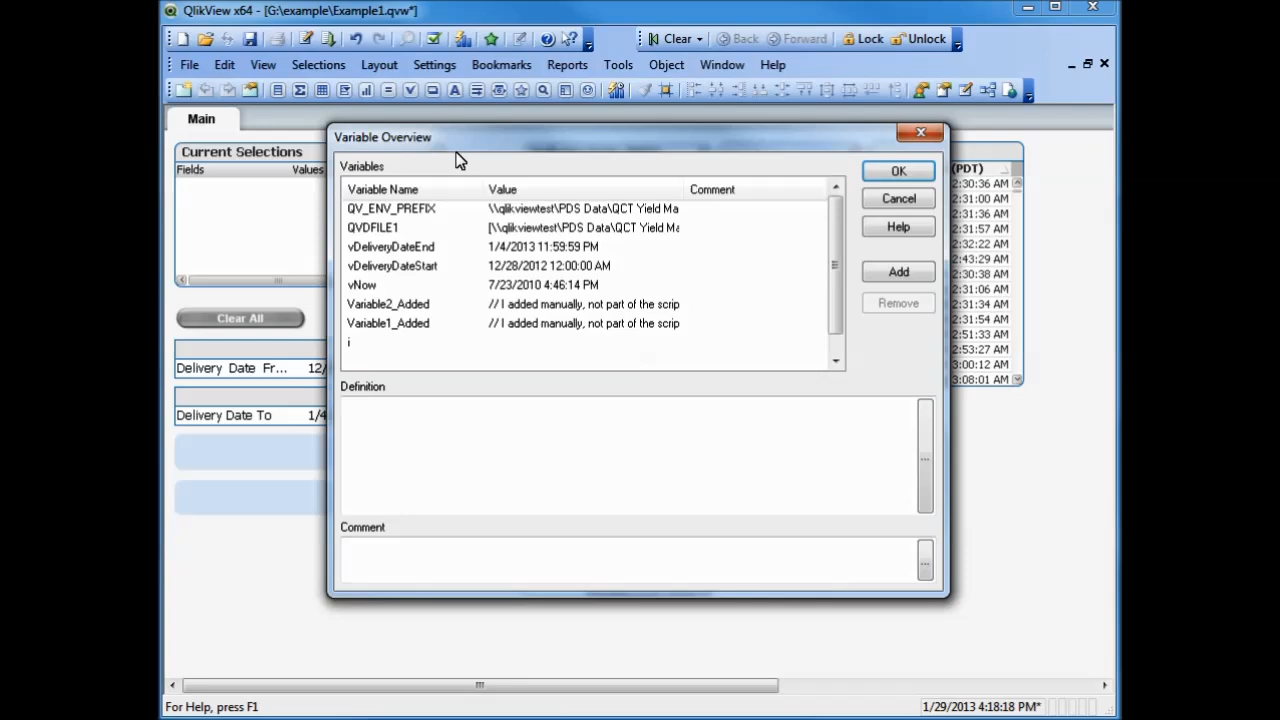 QlikView x64 - [G:\example\Example1.qvw*]
Clear Back Forward Lock Unlock
File Edit View Selections Layout Settings Bookmarks Reports Tools Object Window Help
Main
Current Selections
Fields Values
Clear All
Delivery Date Fr... 12/
Delivery Date To 1/4
Variable Overview
Variables
Variable Name Value Comment
QV_ENV_PREFIX \\qlikviewtest\PDS Data\QCT Yield Ma
QVDFILE1 [\\qlikviewtest\PDS Data\QCT Yield Ma
vDeliveryDateEnd 1/4/2013 11:59:59 PM
vDeliveryDateStart 12/28/2012 12:00:00 AM
vNow 7/23/2010 4:46:14 PM
Variable2_Added // I added manually, not part of the scrip
Variable1_Added // I added manually, not part of the scrip
i
OK
Cancel
Help
Add
Remove
Definition
Comment
(PDT)
2:30:36 AM
2:31:00 AM
2:31:36 AM
2:31:57 AM
2:32:22 AM
2:43:29 AM
2:30:38 AM
2:31:06 AM
2:31:34 AM
2:31:54 AM
2:51:33 AM
2:53:27 AM
3:00:12 AM
3:08:01 AM
For Help, press F1
1/29/2013 4:18:18 PM*